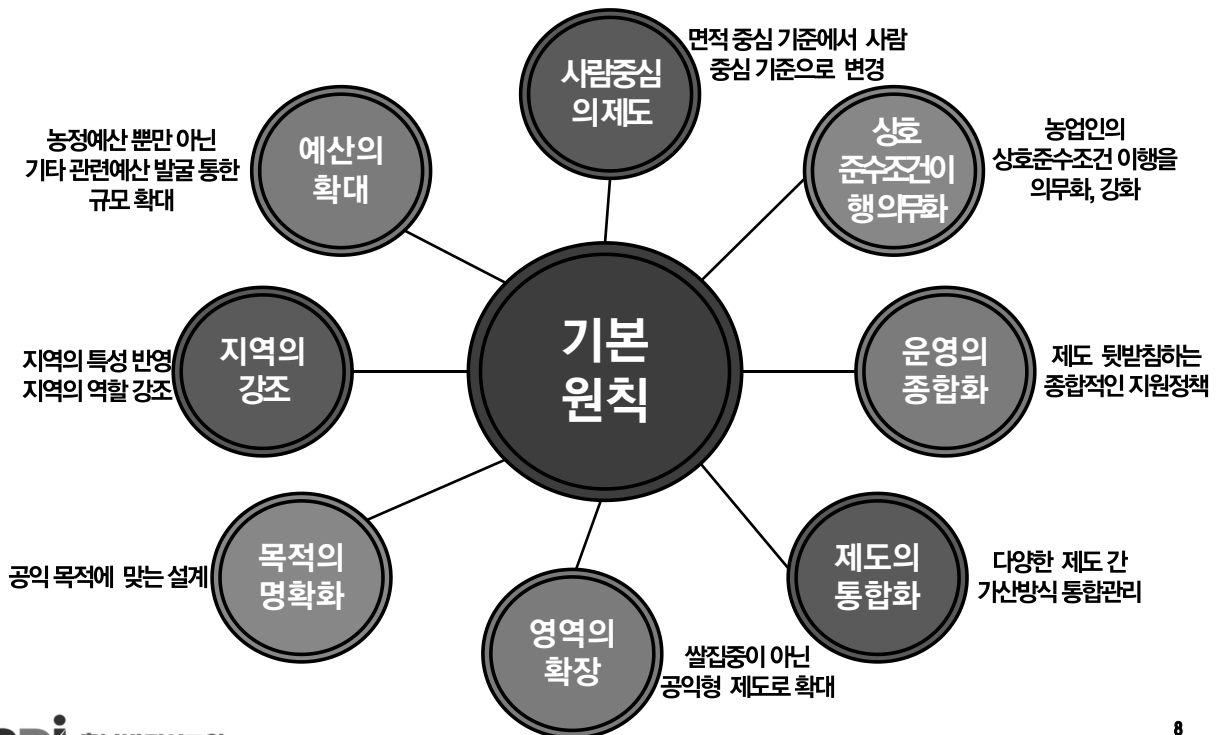 사람중심
의 제도
면적 중심 기준에서 사람
중심 기준으로 변경
상호
준수조건이
행 의무화
농업인의
상호준수조건 이행을
의무화, 강화
운영의
종합화
제도 뒷받침하는
종합적인 지원정책
제도의
통합화
다양한 제도 간
가산방식 통합관리
영역의
확장
쌀집중이 아닌
공익형 제도로 확대
목적의
명확화
공익 목적에 맞는 설계
지역의
강조
지역의 특성 반영
지역의 역할 강조
예산의
확대
농정예산 뿐만 아닌
기타 관련예산 발굴 통한
규모 확대
기본
원칙
8